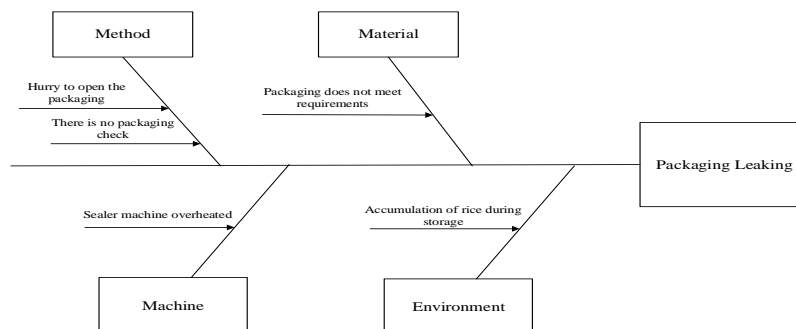 Method
Material
Hurry to open the
packaging
Packaging does not meet
requirements
There is no packaging
check
Packaging Leaking
Sealer machine overheated
Accumulation of rice during
storage
Machine
Environment